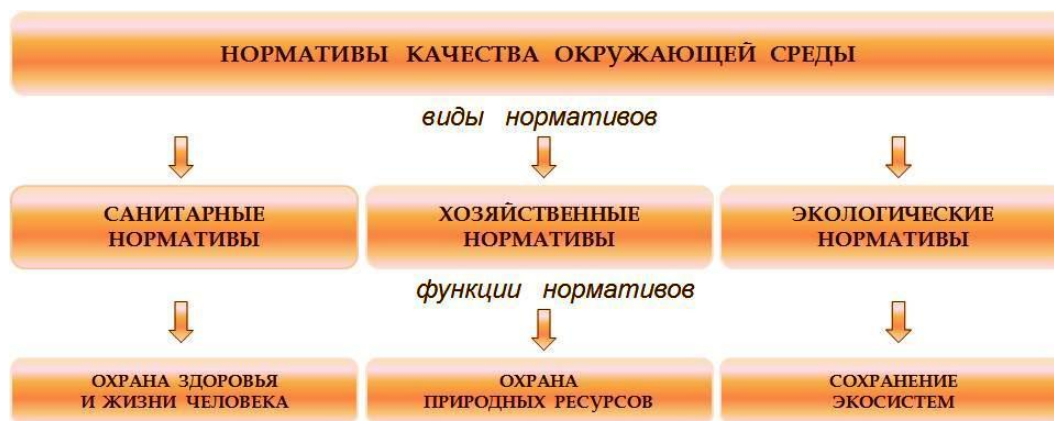 НОРМАТИВЫ КАЧЕСТВА ОКРУЖАЮЩЕЙ СРЕДЫ
виды нормативов
САНИТАРНЫЕ
НОРМАТИВЫ
ХОЗЯЙСТВЕННЫЕ
НОРМАТИВЫ
ЭКОЛОГИЧЕСКИЕ
НОРМАТИВЫ
функции нормативов
ОХРАНА ЗДОРОВЬЯ
И ЖИЗНИ ЧЕЛОВЕКА
ОХРАНА
ПРИРОДНЫХ РЕСУРСОВ
СОХРАНЕНИЕ
ЭКОСИСТЕМ